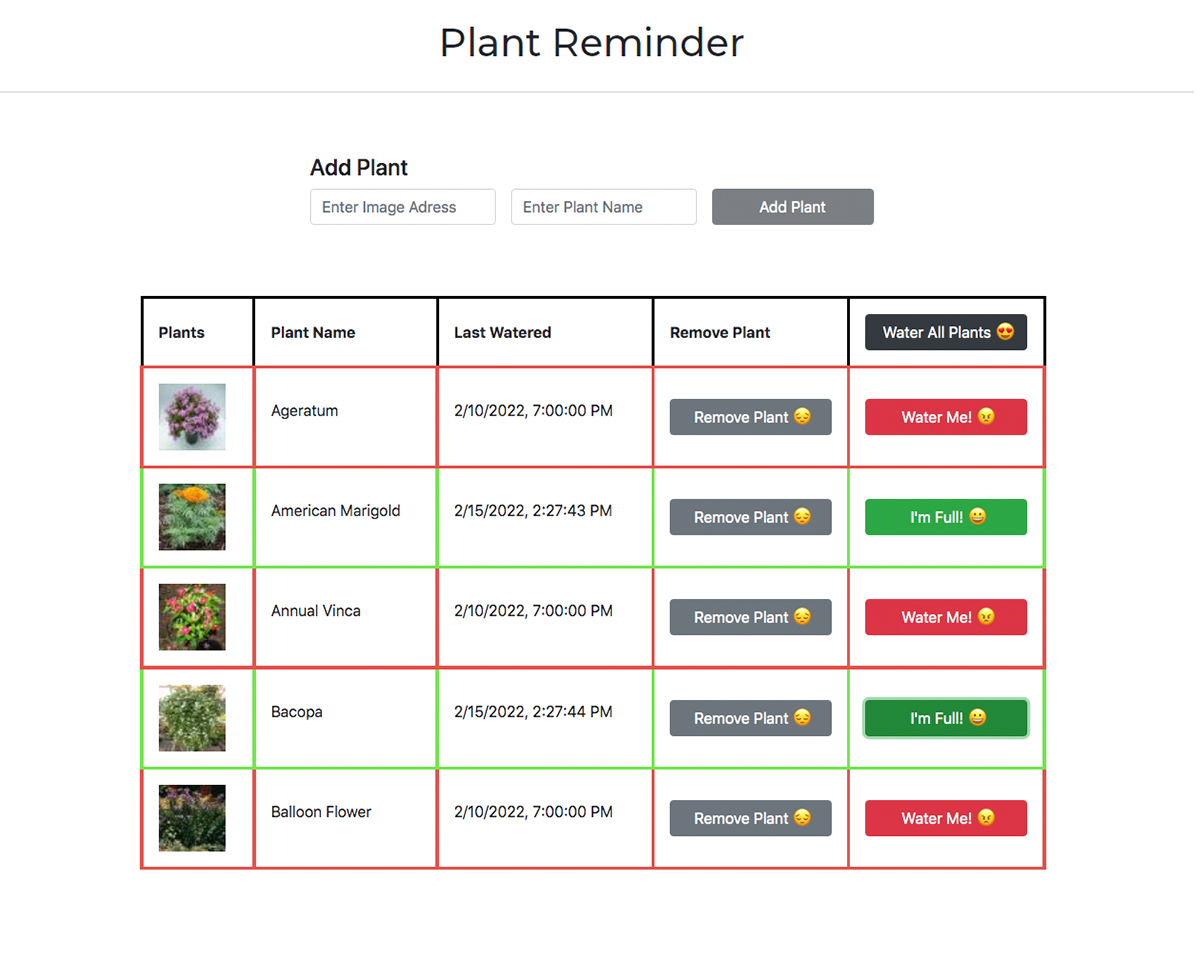 Plant Reminder
Add Plant
Enter Image Adress
Enter Plant Name
Add Plant
Plants
Plant Name
Last Watered
Remove Plant
Water All Plants 😍
Ageratum
2/10/2022, 7:00:00 PM
Remove Plant 😔
Water Me! 😠
American Marigold
2/15/2022, 2:27:43 PM
Remove Plant 😔
I'm Full! 😀
Annual Vinca
2/10/2022, 7:00:00 PM
Remove Plant 😔
Water Me! 😠
Bacopa
2/15/2022, 2:27:44 PM
Remove Plant 😔
I'm Full! 😀
Balloon Flower
2/10/2022, 7:00:00 PM
Remove Plant 😔
Water Me! 😠